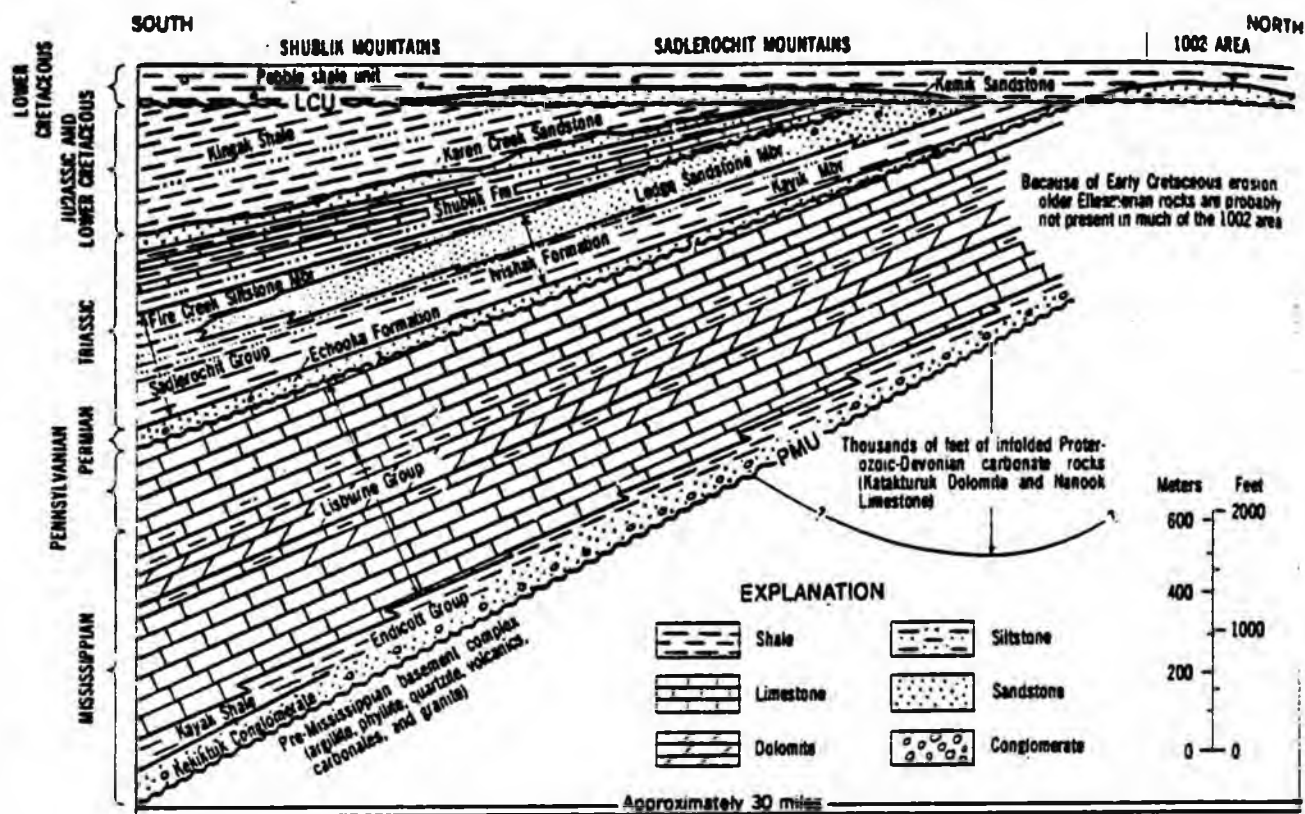 SOUTH
NORTH
SHUBLIK MOUNTAINS
SADLEROCHIT MOUNTAINS
1002 AREA
LOWER
CRETACEOUS
JURASSIC AND
LOWER CRETACEOUS
TRIASSIC
PERMIAN
PENNSYLVANIAN
MISSISSIPPIAN
Pebble shale unit
Kemik Sandstone
LCU
Kingak Shale
Karen Creek Sandstone
Shublik Fm
Ledge Sandstone Mbr
Kavik Mbr
Fire Creek Siltstone Mbr
Ivishak Formation
Sadlerochit Group
Echooka Formation
Lisburne Group
Endicott Group
Kayak Shale
Kekiktuk Conglomerate
PMU
Pre-Mississippian basement complex
(argillite, phyllite, quartzite, volcanics,
carbonates, and granite)
Because of Early Cretaceous erosion
older Ellesmerian rocks are probably
not present in much of the 1002 area
Thousands of feet of infolded Proter-
ozoic-Devonian carbonate rocks
(Katakturuk Dolomite and Nanook
Limestone)
?
?
Meters Feet
600 2000
400
1000
200
0 0
EXPLANATION
Shale
Siltstone
Limestone
Sandstone
Dolomite
Conglomerate
Approximately 30 miles